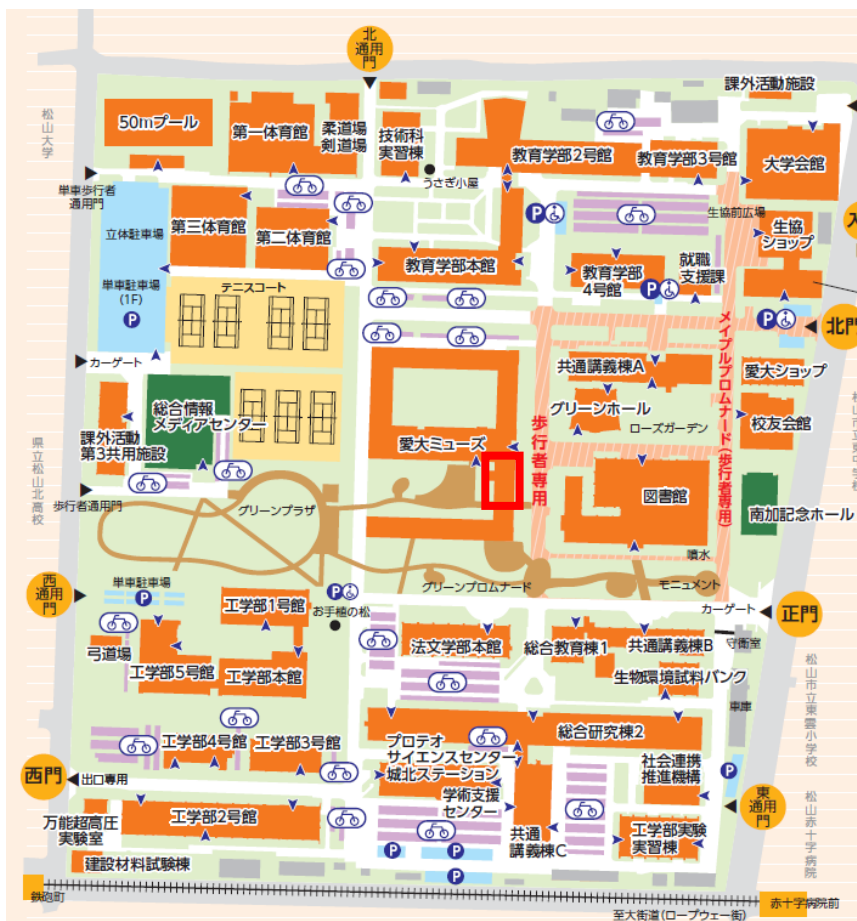 北
通用
門
課外活動施設
松山大学
50mプール
第一体育館
柔道場
剣道場
技術科
実習棟
教育学部2号館
教育学部3号館
大学会館
うさぎ小屋
単車歩行者
通用門
立体駐車場
第三体育館
第二体育館
生協前広場
生協
ショップ
教育学部本館
教育学部
4号館
就職
支援課
単車駐車場
(1F)
P
テニスコート
P
P
P
北門
カーゲート
総合情報
メディアセンター
課外活動
第3共用施設
愛大ミューズ
歩行者専用
共通講義棟A
グリーンホール
ローズガーデン
メイプルプロムナード(歩行者専用)
愛大ショップ
校友会館
県立松山北高校
歩行者通用門
グリーンプラザ
図書館
南加記念ホール
噴水
モニュメント
グリーンプロムナード
西
通用
門
単車駐車場
P
工学部1号館
P
お手植の松
カーゲート
正門
弓道場
工学部5号館
工学部本館
法文学部本館
総合教育棟1
共通講義棟B
守衛室
生物環境試料バンク
車庫
松山市立東雲小学校
工学部4号館
工学部3号館
プロテオ
サイエンスセンター
城北ステーション
総合研究棟2
社会連携
推進機構
P
西門
出口専用
学術支援
センター
東
通用
門
万能超高圧
実験室
工学部2号館
共通
講義棟C
工学部実験
実習棟
松山赤十字病院
建設材料試験棟
P
P
P
鉄砲町
赤十字病院前
至大街道(ロープウェー街)